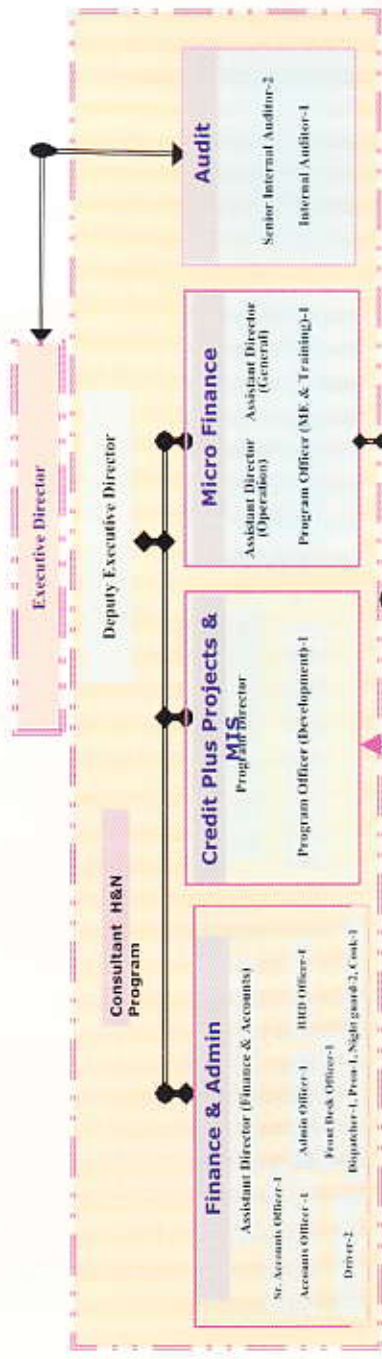 Executive Director
Deputy Executive Director
Consultant H&N
Program
Finance & Admin
Assistant Director (Finance & Accounts)
Sr. Accounts Officer-1
Accounts Officer -1
Admin Officer-1
HRD Officer-1
Front Desk Officer-1
Driver-2
Dispatcher-1, Peon-1, Night guard-2, Cook-1
Credit Plus Projects &
MIS
Program Director
Program Officer (Development)-1
Micro Finance
Assistant Director
(Operation)
Assistant Director
(General)
Program Officer (ME & Training)-1
Audit
Senior Internal Auditor-2
Internal Auditor-1